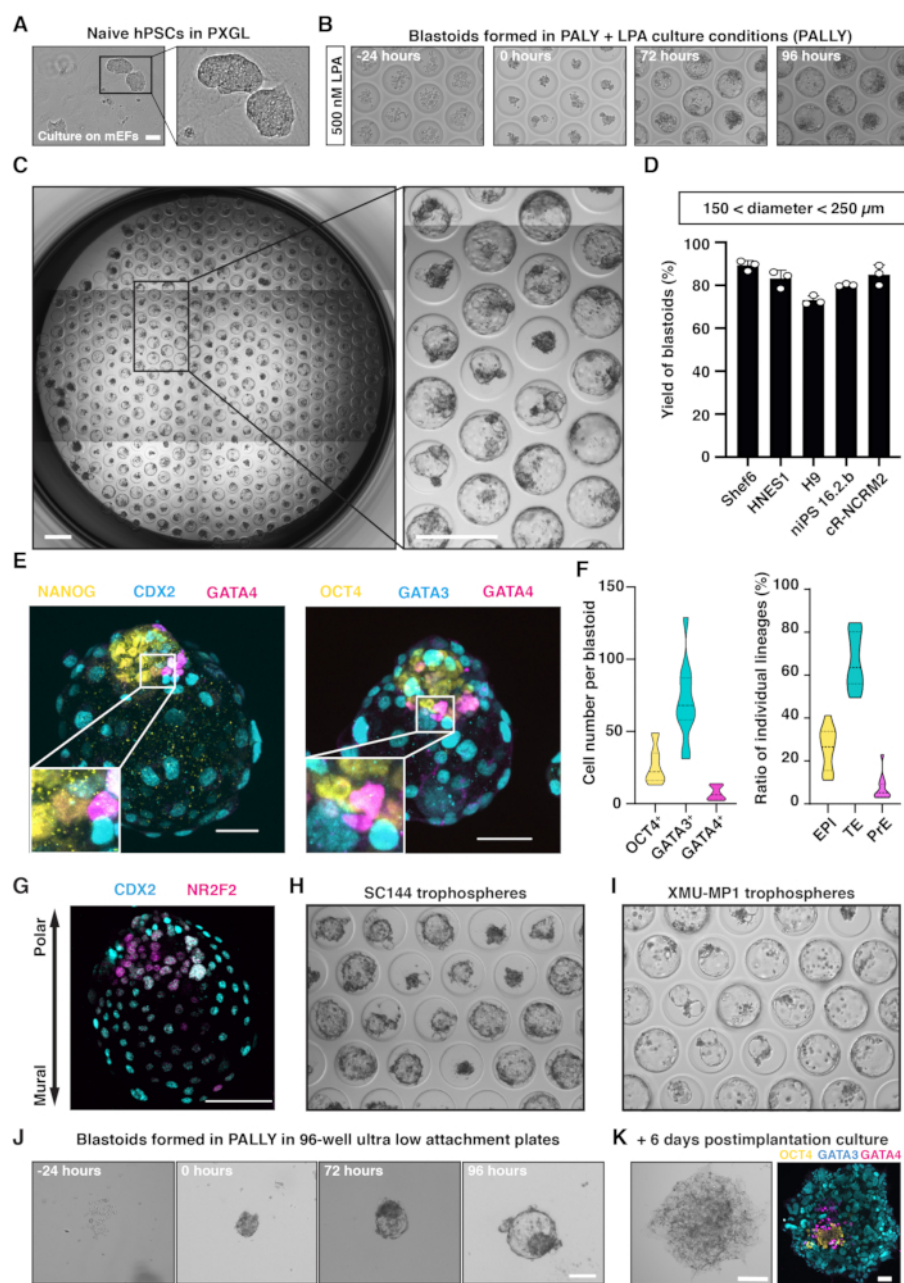 A
Naive hPSCs in PXGL
Culture on mEFs
B
Blastoids formed in PALY + LPA culture conditions (PALLY)
500 nM LPA
-24 hours
0 hours
72 hours
96 hours
C
D
150 < diameter < 250 µm
Yield of blastoids (%)
100
80
60
40
20
0
Shef6
HNES1
H9
niPS 16.2.b
cR-NCRM2
E
NANOG CDX2 GATA4
OCT4 GATA3 GATA4
F
Cell number per blastoid
150
100
50
0
OCT4+
GATA3+
GATA4+
Ratio of individual lineages (%)
100
80
60
40
20
0
EPI
TE
PrE
G
CDX2 NR2F2
Polar
Mural
H
SC144 trophospheres
I
XMU-MP1 trophospheres
J
Blastoids formed in PALLY in 96-well ultra low attachment plates
-24 hours
0 hours
72 hours
96 hours
K
+ 6 days postimplantation culture
OCT4 GATA3 GATA4